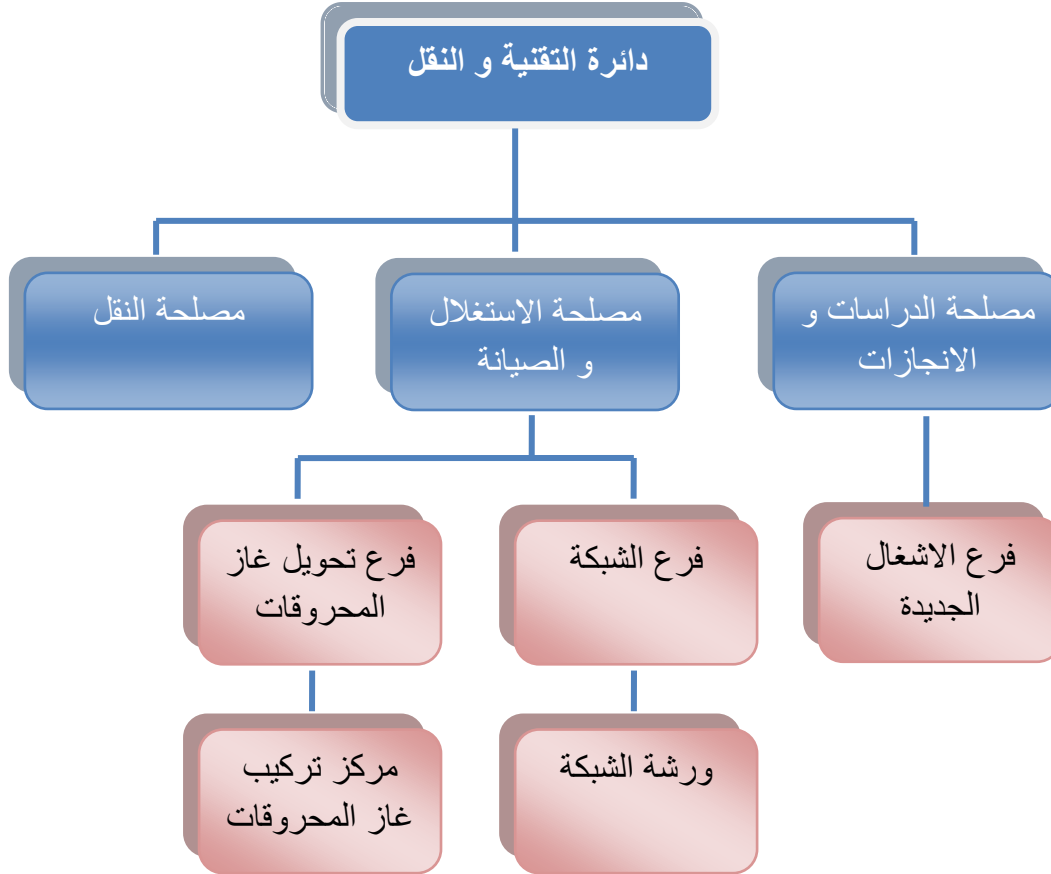 دائرة التقنية و النقل
مصلحة الدراسات و
الانجازات
مصلحة الاستغلال
و الصيانة
مصلحة النقل
فرع الاشغال
الجديدة
فرع الشبكة
فرع تحويل غاز
المحروقات
ورشة الشبكة
مركز تركيب
غاز المحروقات